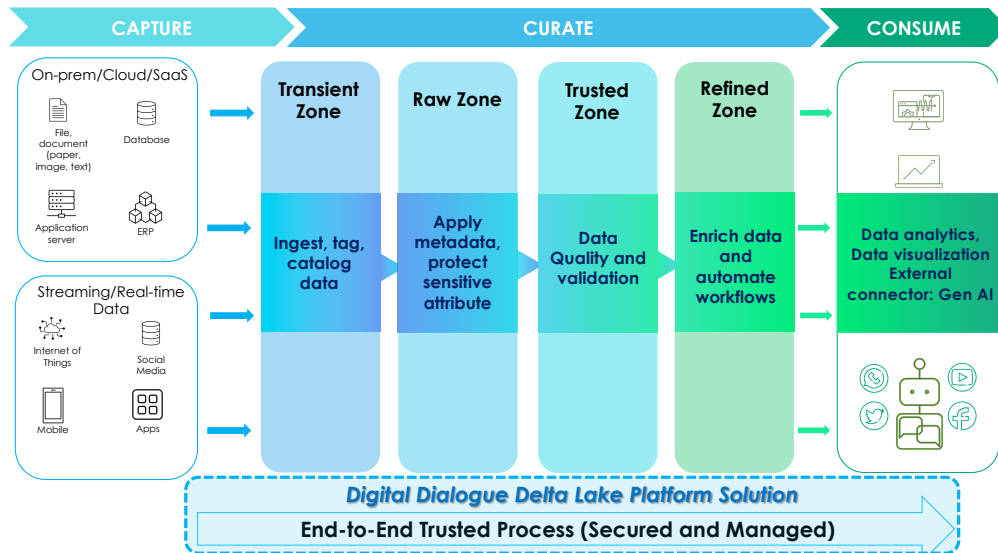 CAPTURE
CURATE
CONSUME
On-prem/Cloud/SaaS
File,
document
(paper,
image, text)
Database
Application
server
ERP
Streaming/Real-time
Data
Internet of
Things
Social
Media
Mobile
Apps
Transient
Zone
Ingest, tag,
catalog
data
Raw Zone
Apply
metadata,
protect
sensitive
attribute
Trusted
Zone
Data
Quality and
validation
Refined
Zone
Enrich data
and
automate
workflows
Data analytics,
Data visualization
External
connector: Gen AI
Digital Dialogue Delta Lake Platform Solution
End-to-End Trusted Process (Secured and Managed)